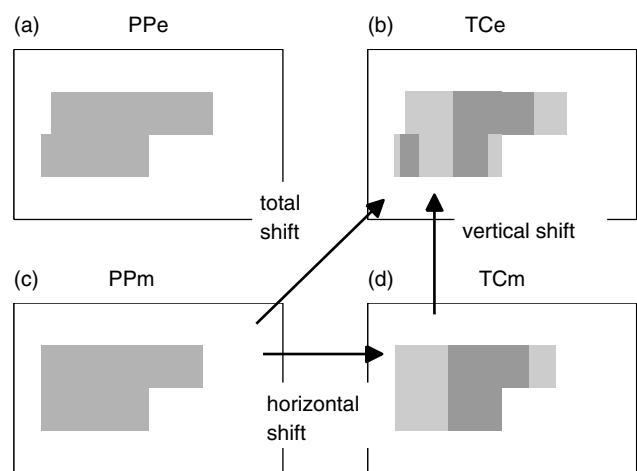 (a) PPe
(b) TCe
total
shift
vertical shift
(c) PPm
(d) TCm
horizontal
shift